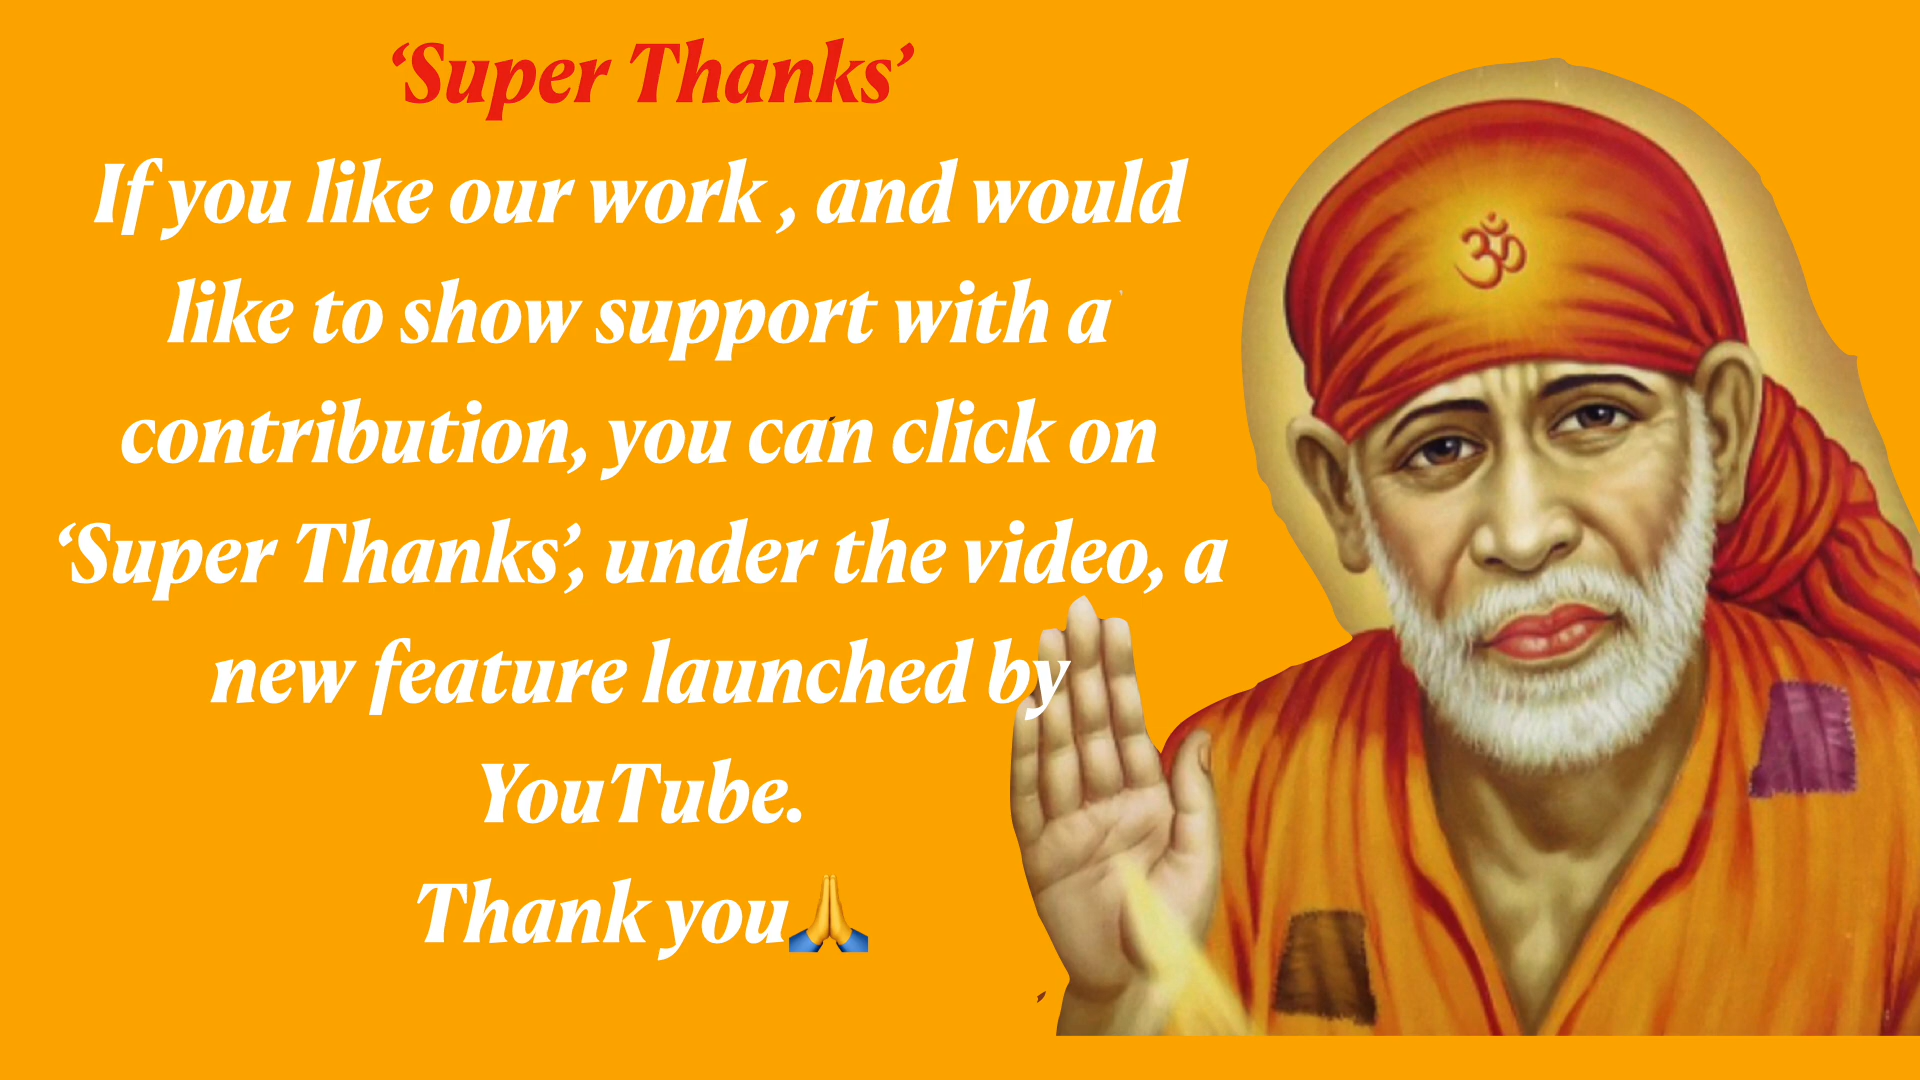 ‘Super Thanks’
If you like our work , and would
like to show support with a
contribution, you can click on
‘Super Thanks’, under the video, a
new feature launched by
YouTube.
Thank you🙏
ॐ